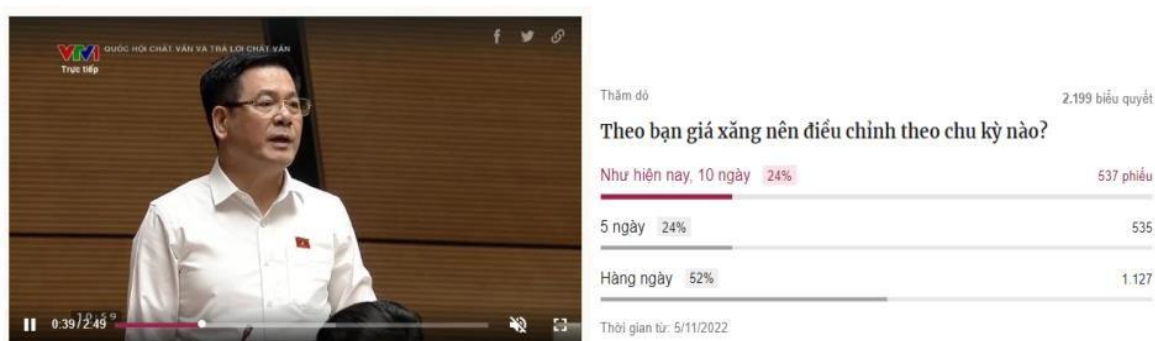 VTV1 QUỐC HỘI CHẤT VẤN VÀ TRẢ LỜI CHẤT VẤN
Trực tiếp
10:59
0:39/2:49
Thăm dò
2.199 biểu quyết
Theo bạn giá xăng nên điều chỉnh theo chu kỳ nào?
Như hiện nay, 10 ngày 24% 537 phiếu
5 ngày 24% 535
Hàng ngày 52% 1.127
Thời gian từ: 5/11/2022